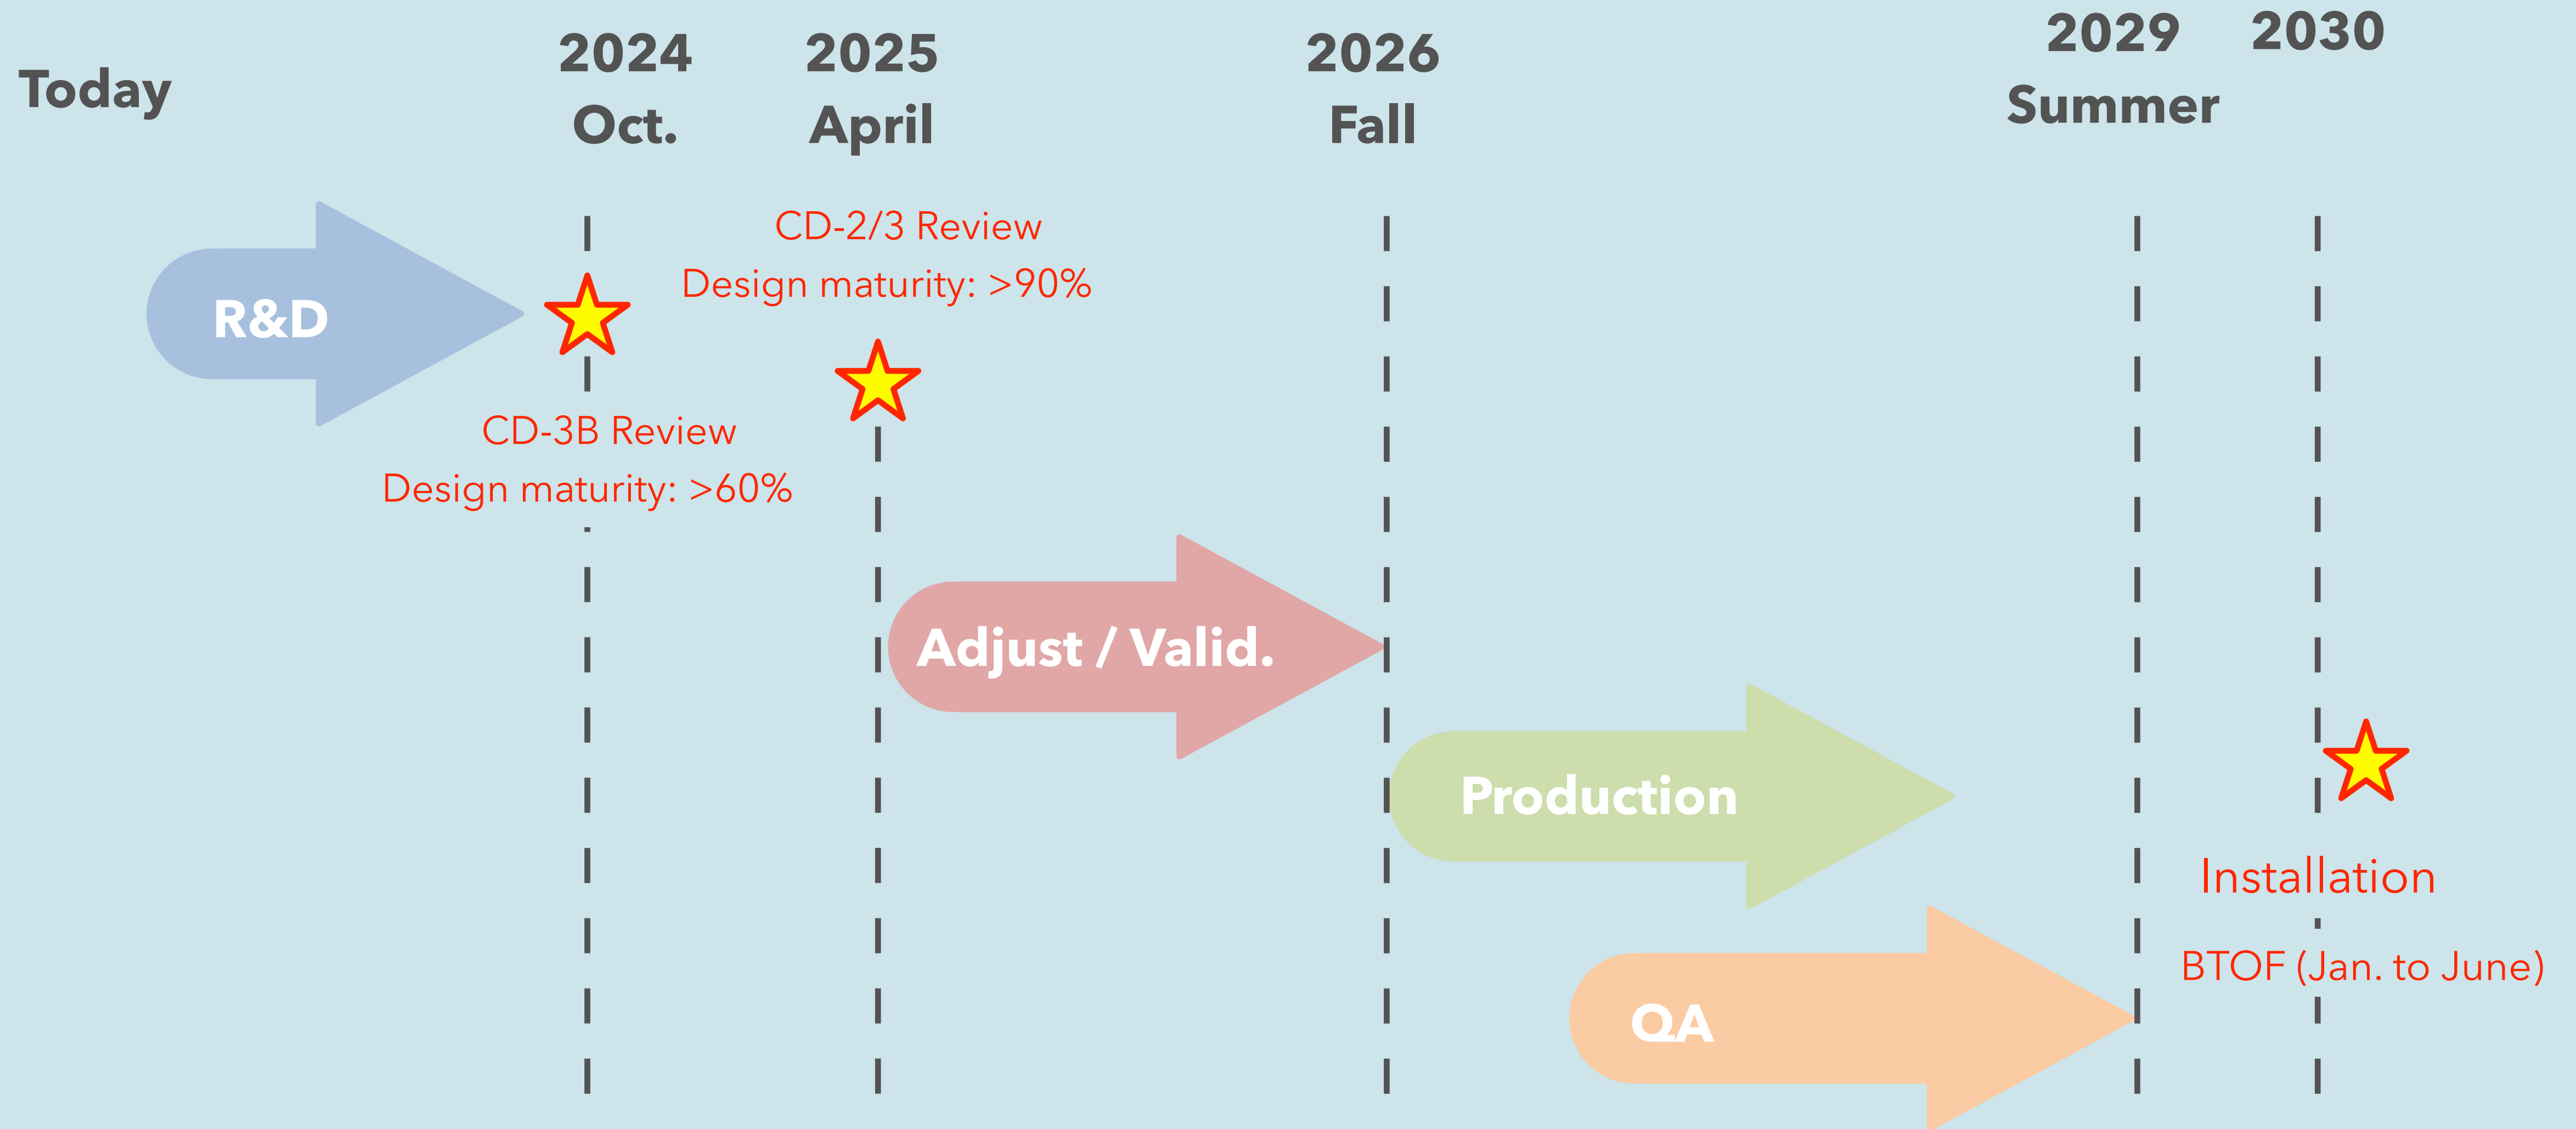 Today
2024
Oct.
2025
April
2026
Fall
2029
Summer
2030
R&D
CD-2/3 Review
Design maturity: >90%
CD-3B Review
Design maturity: >60%
Adjust / Valid.
Production
Installation
BTOF (Jan. to June)
QA